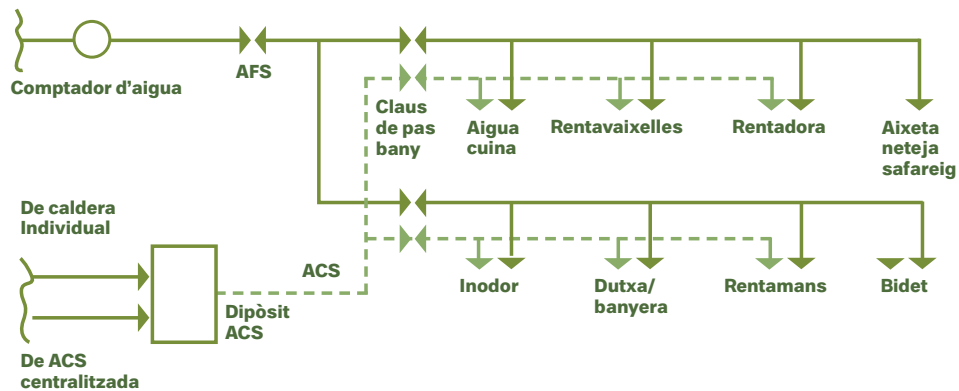 Comptador d'aigua
AFS
Claus
de pas
bany
Aigua
cuina
Rentavaixelles
Rentadora
Aixeta
neteja
safareig
De caldera
Individual
ACS
Dipòsit
ACS
De ACS
centralitzada
Inodor
Dutxa/
banyera
Rentamans
Bidet